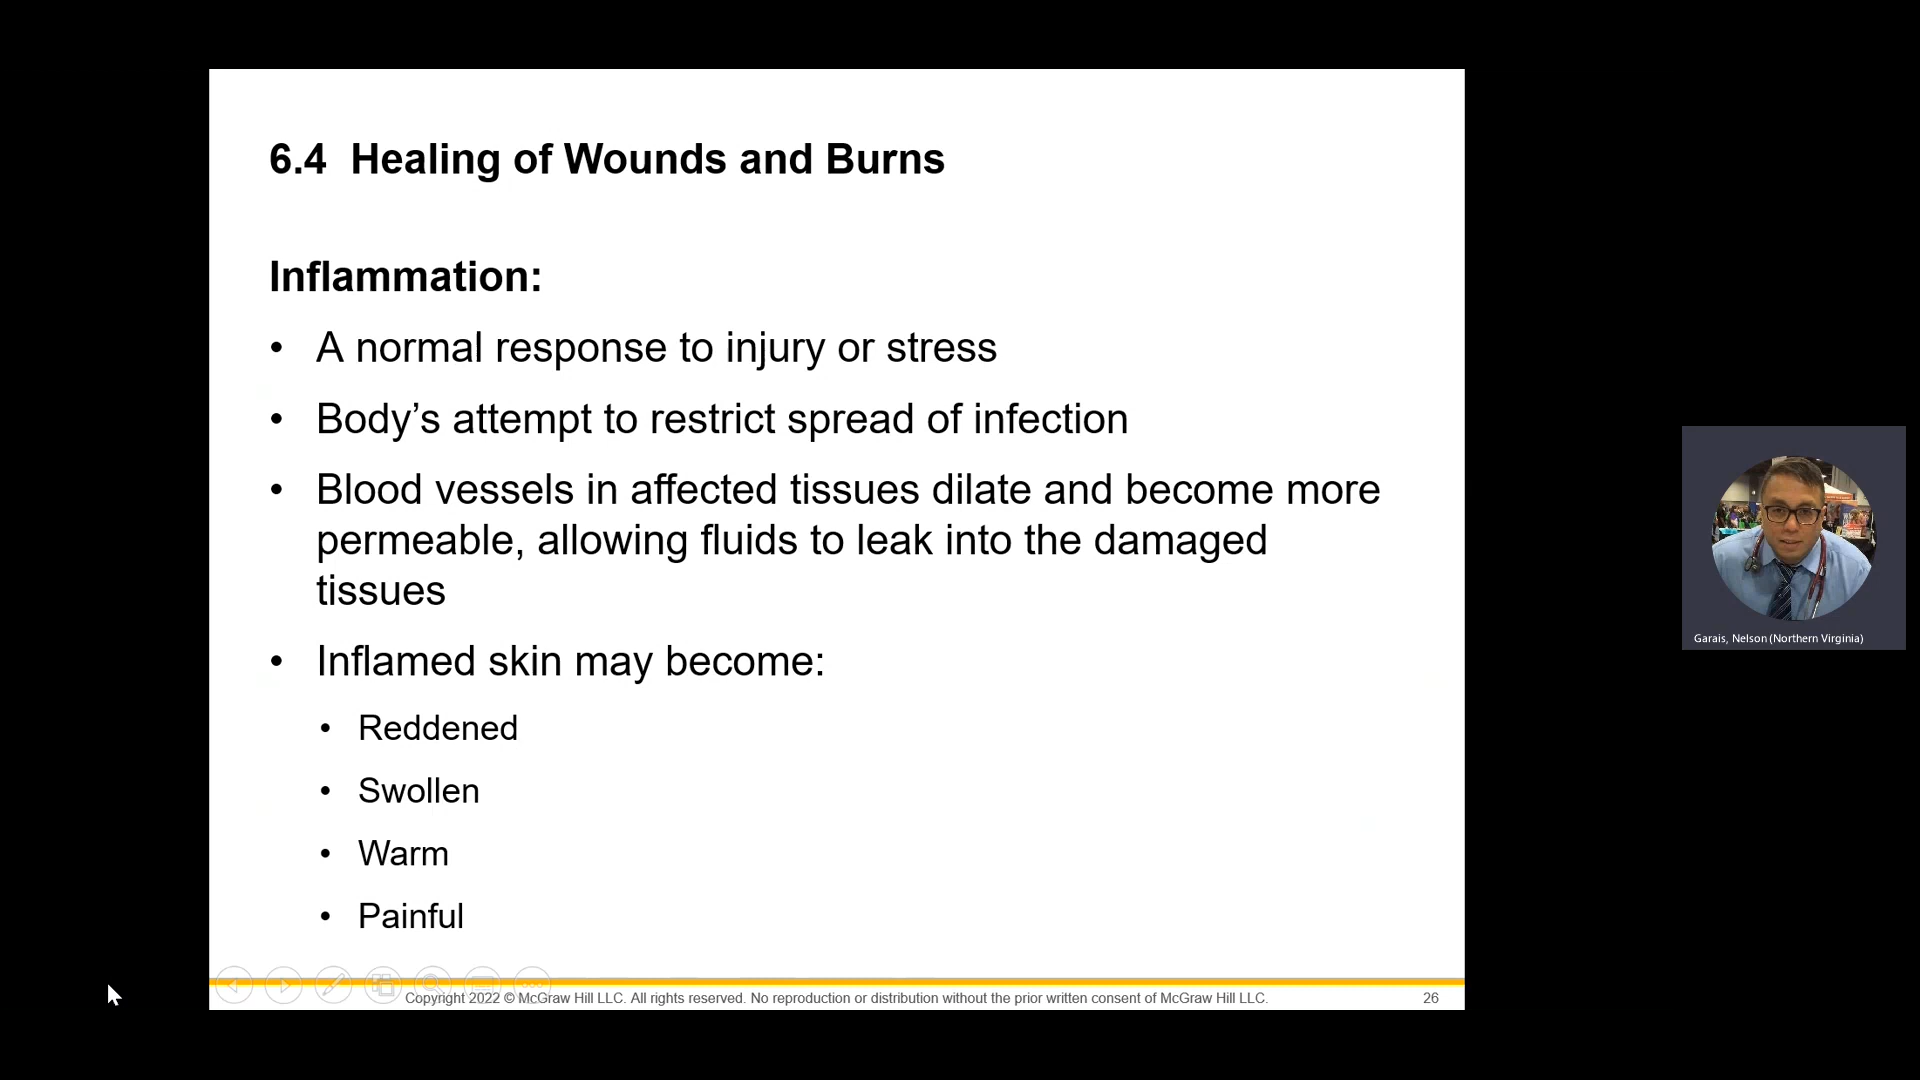 6.4 Healing of Wounds and Burns
Inflammation:
• A normal response to injury or stress
• Body’s attempt to restrict spread of infection
• Blood vessels in affected tissues dilate and become more
permeable, allowing fluids to leak into the damaged
tissues
• Inflamed skin may become:
• Reddened
• Swollen
• Warm
• Painful
Copyright 2022 © McGraw Hill LLC. All rights reserved. No reproduction or distribution without the prior written consent of McGraw Hill LLC.
26
Garais, Nelson (Northern Virginia)